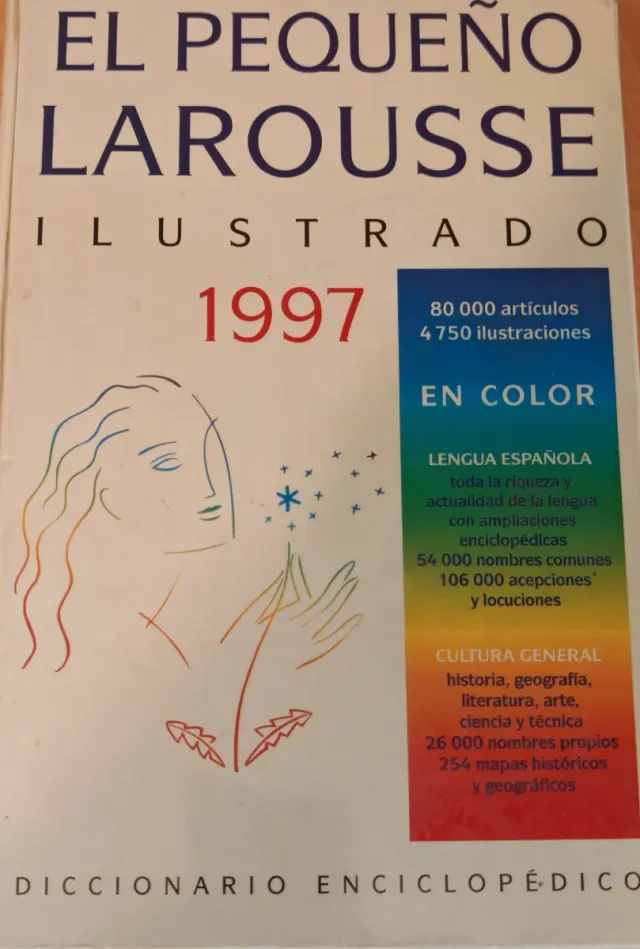 EL PEQUEÑO
LAROUSSE
ILUSTRADO
1997
80 000 artículos
4 750 ilustraciones
EN COLOR
LENGUA ESPAÑOLA
toda la riqueza y
actualidad de la lengua
con ampliaciones
enciclopédicas
54 000 nombres comunes
106 000 acepciones*
y locuciones
CULTURA GENERAL
historia, geografía,
literatura, arte,
ciencia y técnica
26 000 nombres propios
254 mapas históricos
y geográficos
DICCIONARIO ENCICLOPÉDICO